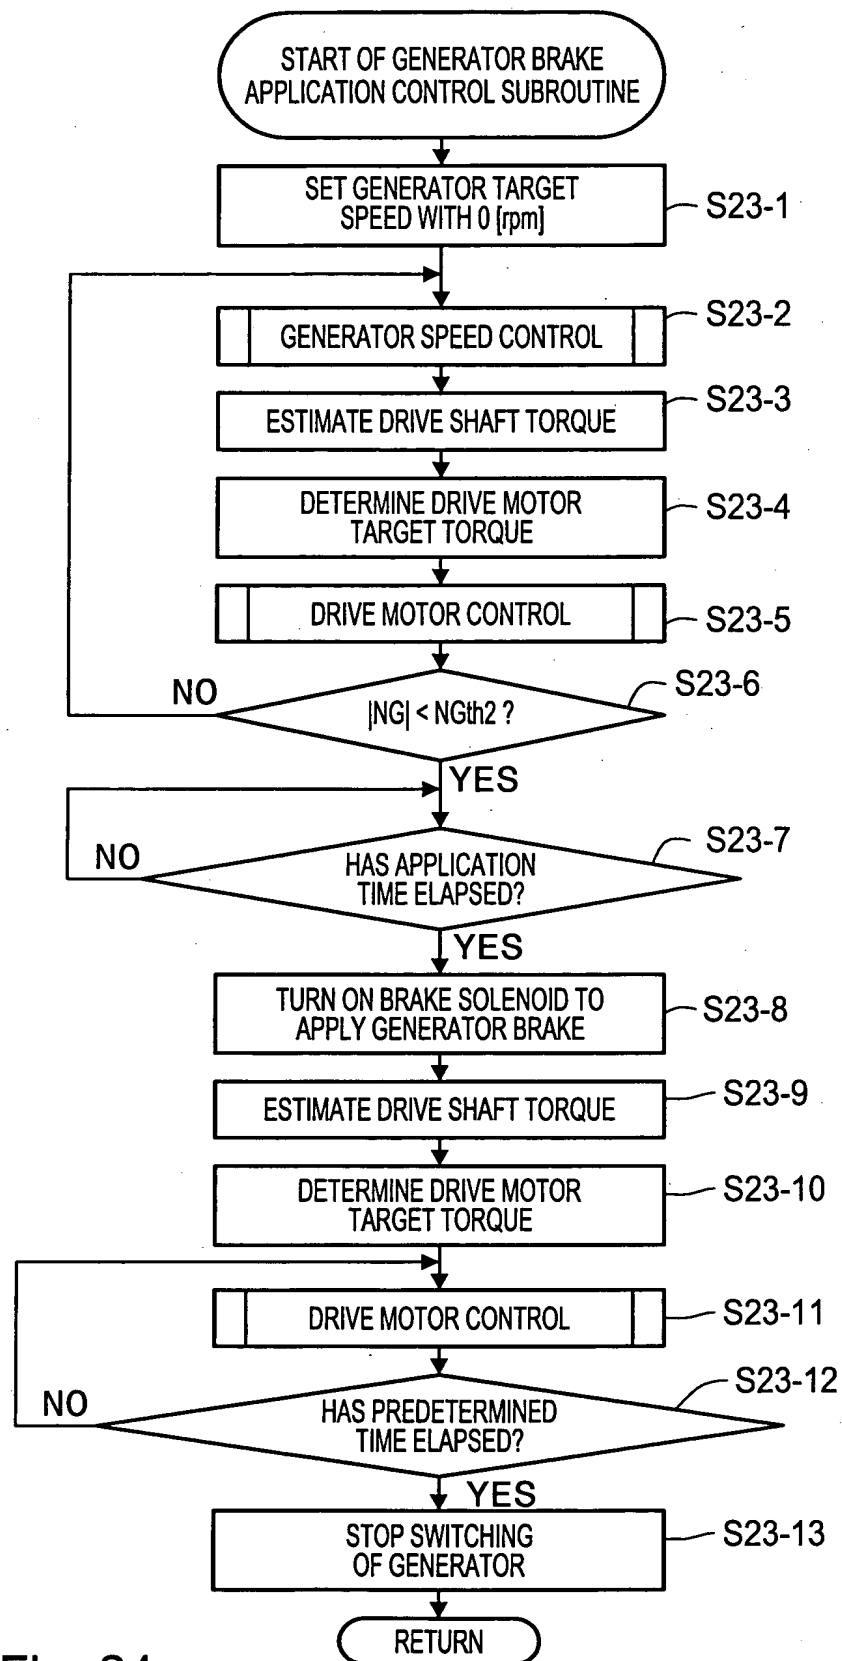 START OF GENERATOR BRAKE
APPLICATION CONTROL SUBROUTINE
SET GENERATOR TARGET
SPEED WITH 0 [rpm]
S23-1
GENERATOR SPEED CONTROL
S23-2
ESTIMATE DRIVE SHAFT TORQUE
S23-3
DETERMINE DRIVE MOTOR
TARGET TORQUE
S23-4
DRIVE MOTOR CONTROL
S23-5
|NG| < NGth2 ?
S23-6
NO
YES
HAS APPLICATION
TIME ELAPSED?
S23-7
NO
YES
TURN ON BRAKE SOLENOID TO
APPLY GENERATOR BRAKE
S23-8
ESTIMATE DRIVE SHAFT TORQUE
S23-9
DETERMINE DRIVE MOTOR
TARGET TORQUE
S23-10
DRIVE MOTOR CONTROL
S23-11
HAS PREDETERMINED
TIME ELAPSED?
S23-12
NO
YES
STOP SWITCHING
OF GENERATOR
S23-13
RETURN